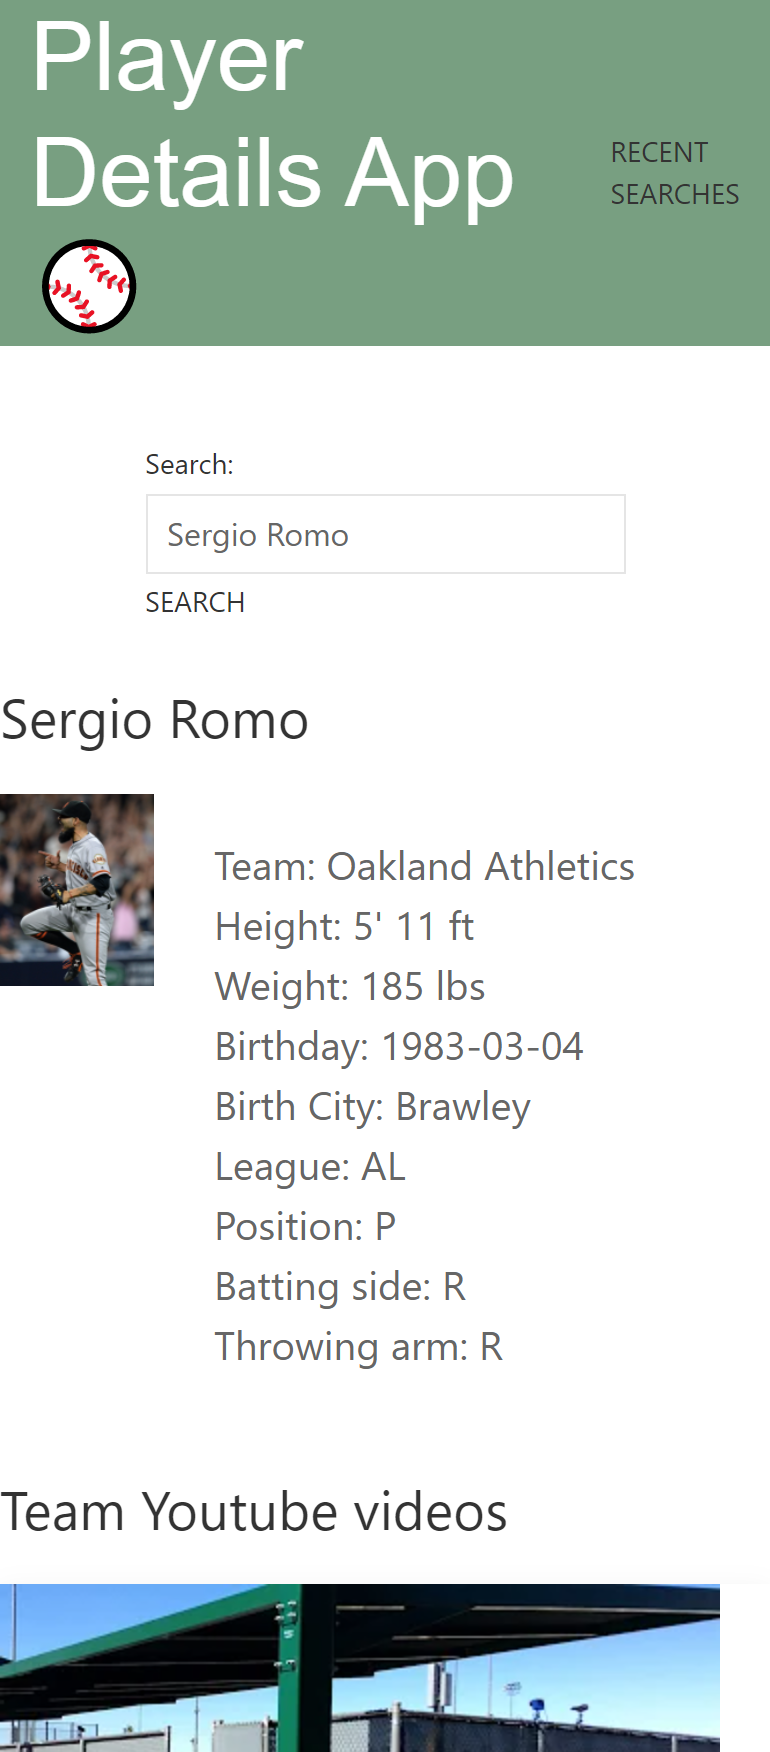 Player
Details App
RECENT
SEARCHES
Search:
Sergio Romo
SEARCH
Sergio Romo
Team: Oakland Athletics
Height: 5' 11 ft
Weight: 185 lbs
Birthday: 1983-03-04
Birth City: Brawley
League: AL
Position: P
Batting side: R
Throwing arm: R
Team Youtube videos